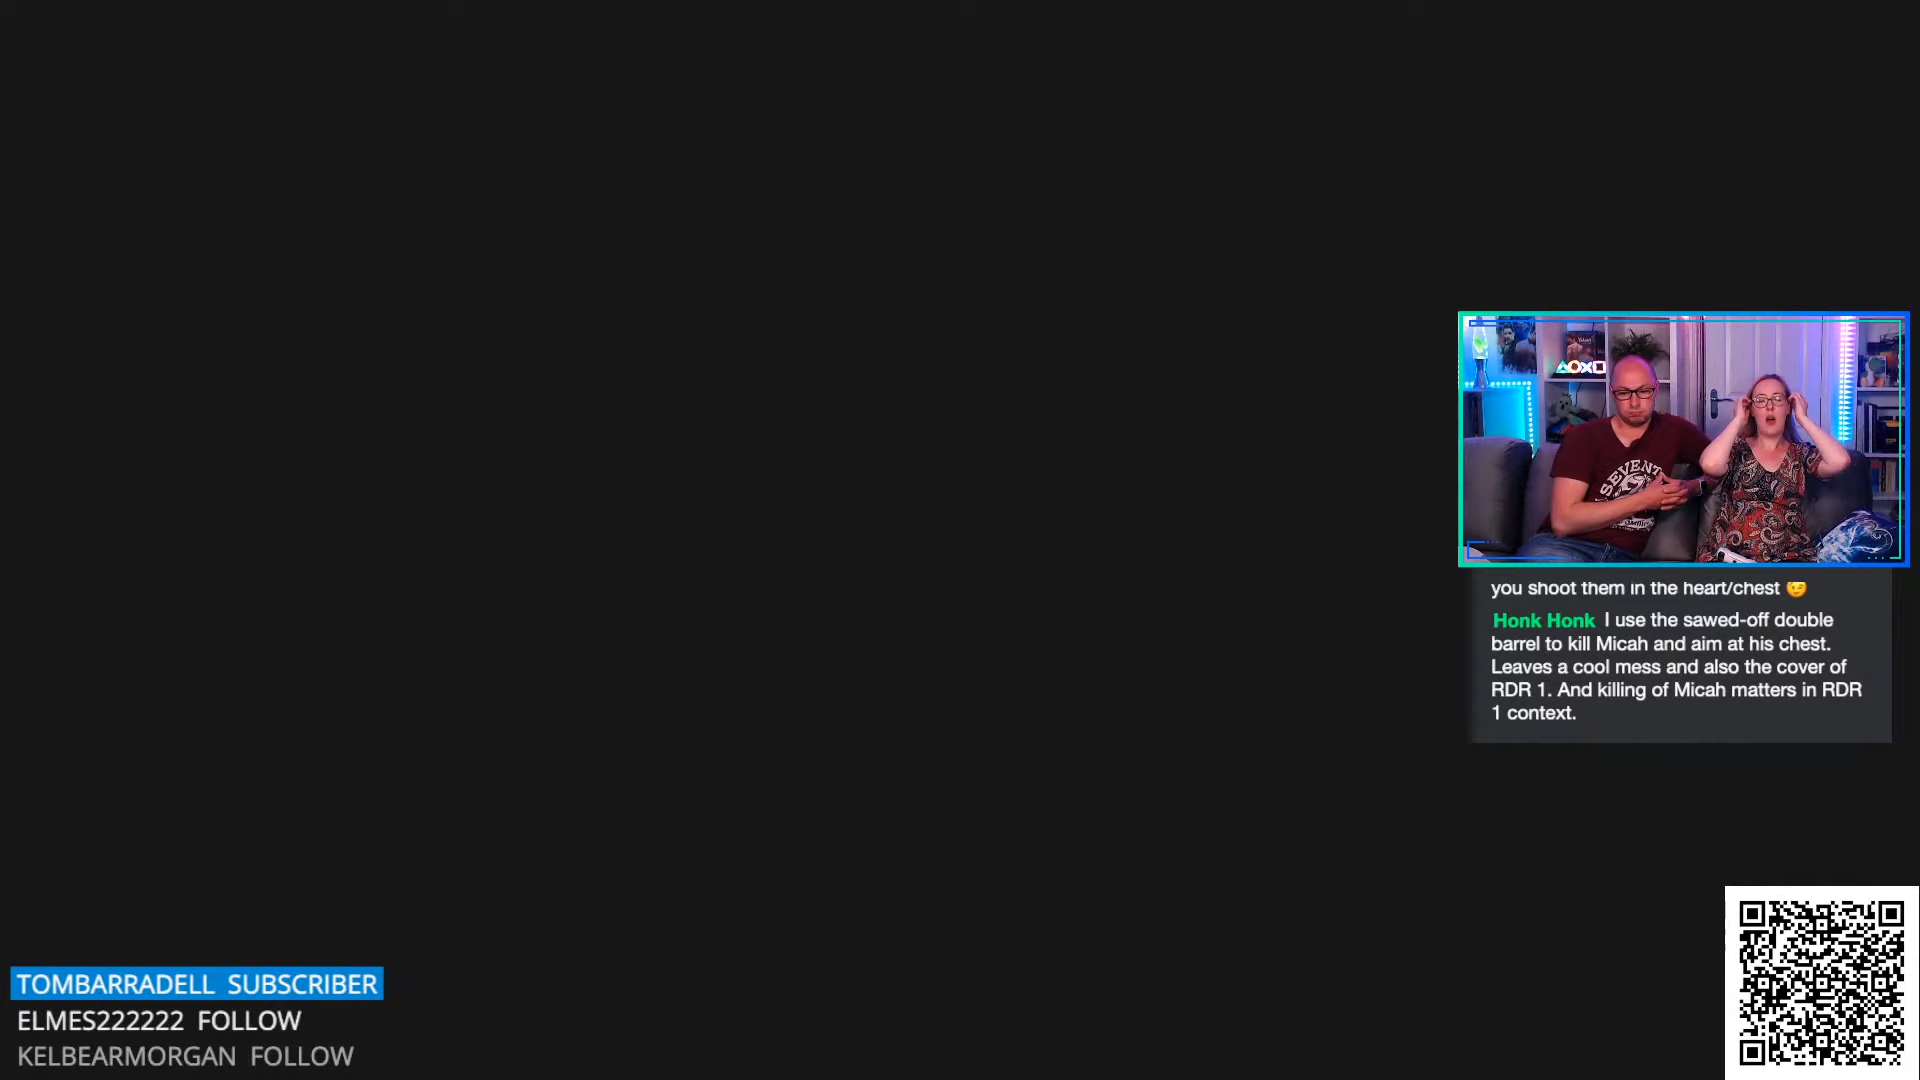 SEVENT
you shoot them in the heart/chest 😉
Honk Honk I use the sawed-off double
barrel to kill Micah and aim at his chest.
Leaves a cool mess and also the cover of
RDR 1. And killing of Micah matters in RDR
1 context.
TOMBARRADELL SUBSCRIBER
ELMES222222 FOLLOW
KELBEARMORGAN FOLLOW